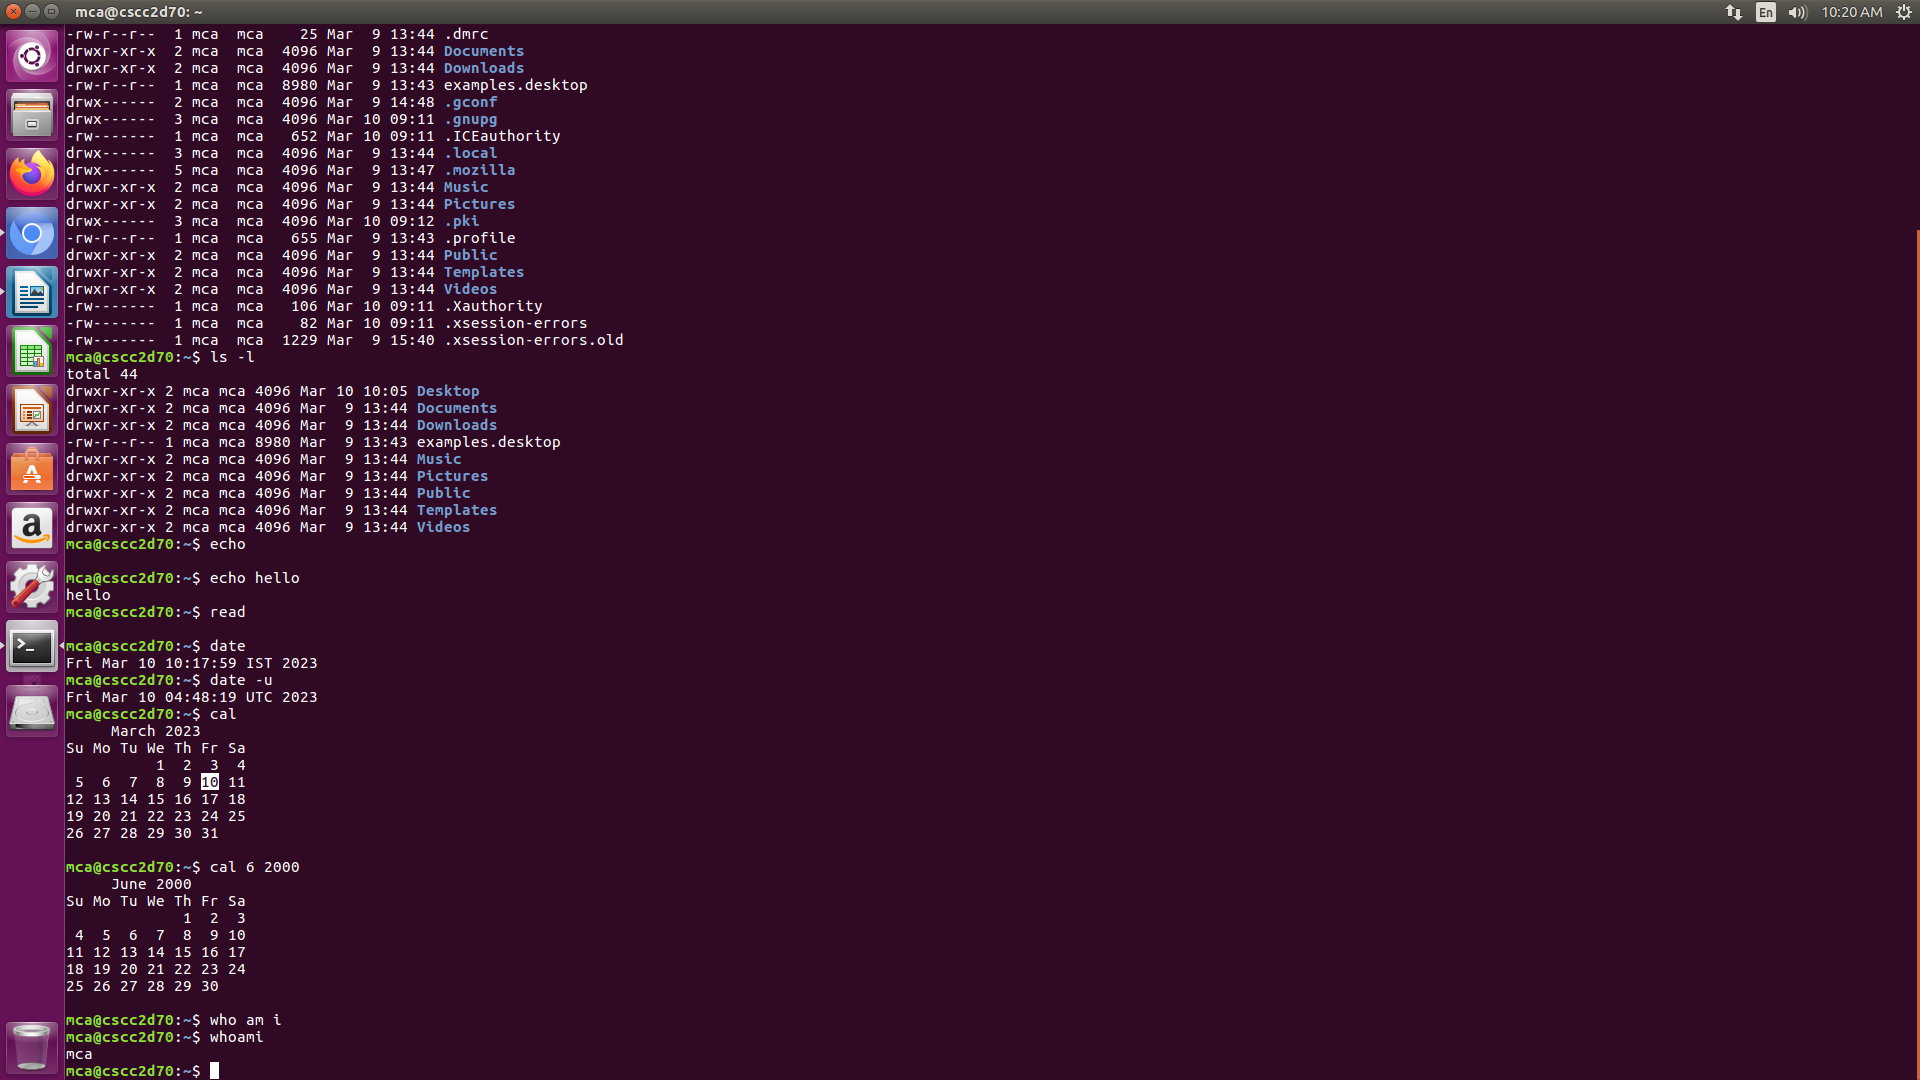 mca@cscc2d70: ~
En
10:20 AM
-rw-r--r--  1 mca  mca    25 Mar  9 13:44 .dmrc
drwxr-xr-x  2 mca  mca  4096 Mar  9 13:44 Documents
drwxr-xr-x  2 mca  mca  4096 Mar  9 13:44 Downloads
-rw-r--r--  1 mca  mca  8980 Mar  9 13:43 examples.desktop
drwx------  2 mca  mca  4096 Mar  9 14:48 .gconf
drwx------  3 mca  mca  4096 Mar 10 09:11 .gnupg
-rw-------  1 mca  mca   652 Mar 10 09:11 .ICEauthority
drwx------  3 mca  mca  4096 Mar  9 13:44 .local
drwx------  5 mca  mca  4096 Mar  9 13:47 .mozilla
drwxr-xr-x  2 mca  mca  4096 Mar  9 13:44 Music
drwxr-xr-x  2 mca  mca  4096 Mar  9 13:44 Pictures
drwx------  3 mca  mca  4096 Mar 10 09:12 .pki
-rw-r--r--  1 mca  mca   655 Mar  9 13:43 .profile
drwxr-xr-x  2 mca  mca  4096 Mar  9 13:44 Public
drwxr-xr-x  2 mca  mca  4096 Mar  9 13:44 Templates
drwxr-xr-x  2 mca  mca  4096 Mar  9 13:44 Videos
-rw-------  1 mca  mca   106 Mar 10 09:11 .Xauthority
-rw-------  1 mca  mca    82 Mar 10 09:11 .xsession-errors
-rw-------  1 mca  mca  1229 Mar  9 15:40 .xsession-errors.old
mca@cscc2d70:~$ ls -l
total 44
drwxr-xr-x 2 mca mca 4096 Mar 10 10:05 Desktop
drwxr-xr-x 2 mca mca 4096 Mar  9 13:44 Documents
drwxr-xr-x 2 mca mca 4096 Mar  9 13:44 Downloads
-rw-r--r-- 1 mca mca 8980 Mar  9 13:43 examples.desktop
drwxr-xr-x 2 mca mca 4096 Mar  9 13:44 Music
drwxr-xr-x 2 mca mca 4096 Mar  9 13:44 Pictures
drwxr-xr-x 2 mca mca 4096 Mar  9 13:44 Public
drwxr-xr-x 2 mca mca 4096 Mar  9 13:44 Templates
drwxr-xr-x 2 mca mca 4096 Mar  9 13:44 Videos
mca@cscc2d70:~$ echo

mca@cscc2d70:~$ echo hello
hello
mca@cscc2d70:~$ read

mca@cscc2d70:~$ date
Fri Mar 10 10:17:59 IST 2023
mca@cscc2d70:~$ date -u
Fri Mar 10 04:48:19 UTC 2023
mca@cscc2d70:~$ cal
     March 2023
Su Mo Tu We Th Fr Sa
          1  2  3  4
 5  6  7  8  9 10 11
12 13 14 15 16 17 18
19 20 21 22 23 24 25
26 27 28 29 30 31

mca@cscc2d70:~$ cal 6 2000
     June 2000
Su Mo Tu We Th Fr Sa
             1  2  3
 4  5  6  7  8  9 10
11 12 13 14 15 16 17
18 19 20 21 22 23 24
25 26 27 28 29 30

mca@cscc2d70:~$ who am i
mca@cscc2d70:~$ whoami
mca
mca@cscc2d70:~$